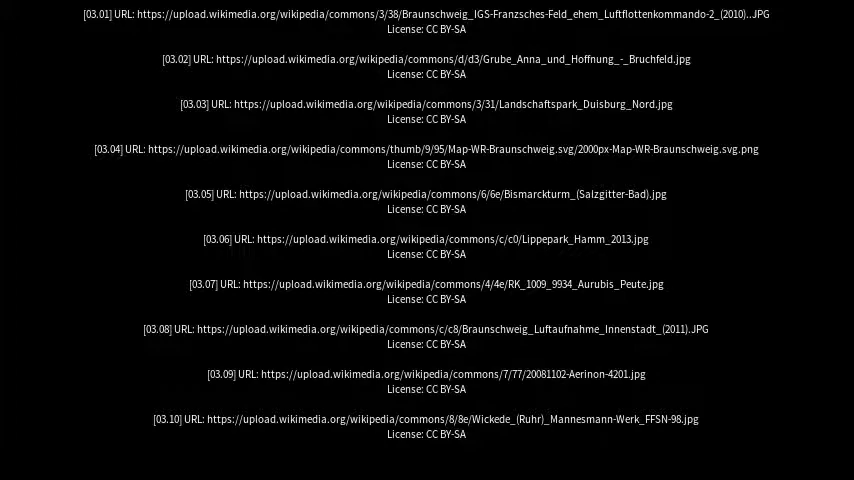 [03.01] URL: https://upload.wikimedia.org/wikipedia/commons/3/38/Braunschweig_IGS-Franzsches-Feld_ehem_Luftflottenkommando-2_(2010)..JPG
License: CC BY-SA
[03.02] URL: https://upload.wikimedia.org/wikipedia/commons/d/d3/Grube_Anna_und_Hoffnung_-_Bruchfeld.jpg
License: CC BY-SA
[03.03] URL: https://upload.wikimedia.org/wikipedia/commons/3/31/Landschaftspark_Duisburg_Nord.jpg
License: CC BY-SA
[03.04] URL: https://upload.wikimedia.org/wikipedia/commons/thumb/9/95/Map-WR-Braunschweig.svg/2000px-Map-WR-Braunschweig.svg.png
License: CC BY-SA
[03.05] URL: https://upload.wikimedia.org/wikipedia/commons/6/6e/Bismarckturm_(Salzgitter-Bad).jpg
License: CC BY-SA
[03.06] URL: https://upload.wikimedia.org/wikipedia/commons/c/c0/Lippepark_Hamm_2013.jpg
License: CC BY-SA
[03.07] URL: https://upload.wikimedia.org/wikipedia/commons/4/4e/RK_1009_9934_Aurubis_Peute.jpg
License: CC BY-SA
[03.08] URL: https://upload.wikimedia.org/wikipedia/commons/c/c8/Braunschweig_Luftaufnahme_Innenstadt_(2011).JPG
License: CC BY-SA
[03.09] URL: https://upload.wikimedia.org/wikipedia/commons/7/77/20081102-Aerinon-4201.jpg
License: CC BY-SA
[03.10] URL: https://upload.wikimedia.org/wikipedia/commons/8/8e/Wickede_(Ruhr)_Mannesmann-Werk_FFSN-98.jpg
License: CC BY-SA